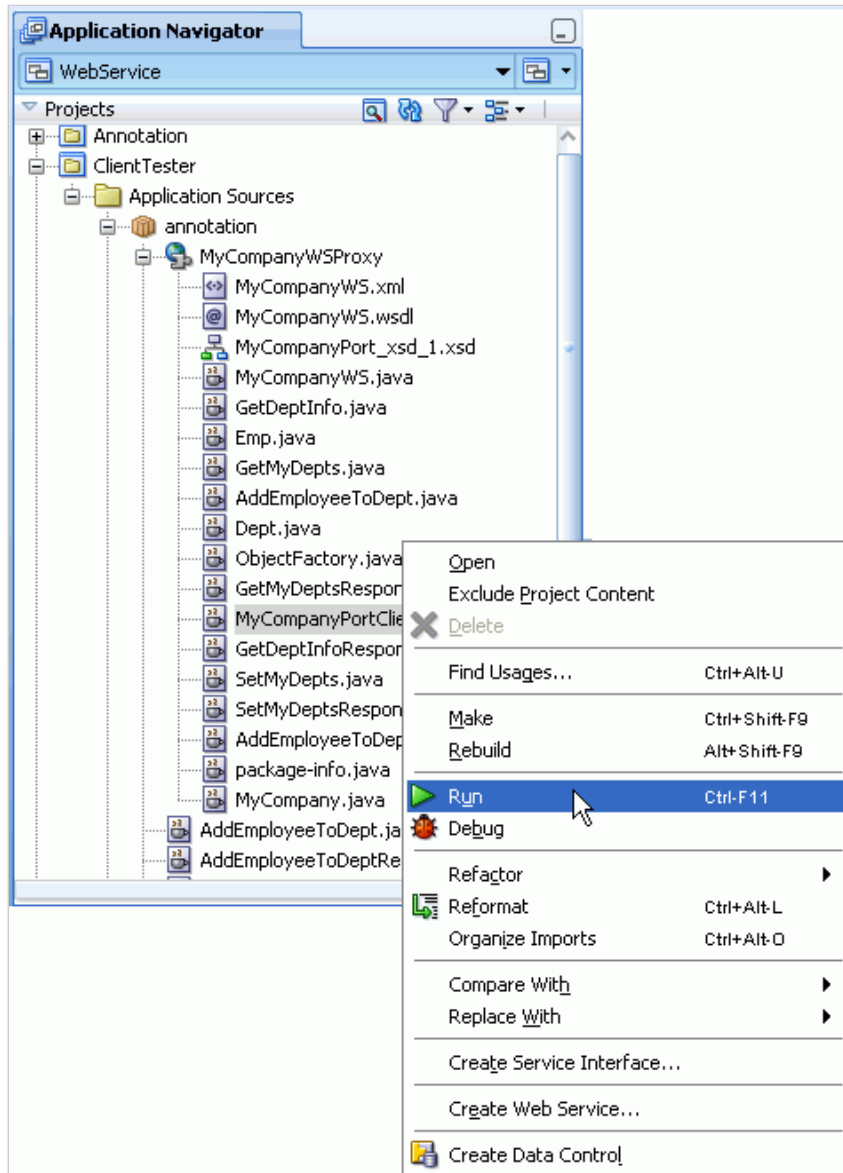 Application Navigator
WebService
Projects
Annotation
ClientTester
Application Sources
annotation
MyCompanyWSProxy
MyCompanyWS.xml
MyCompanyWS.wsdl
MyCompanyPort_xsd_1.xsd
MyCompanyWS.java
GetDeptInfo.java
Emp.java
GetMyDepts.java
AddEmployeeToDept.java
Dept.java
ObjectFactory.java
GetMyDeptsRespon
MyCompanyPortClie
GetDeptInfoRespon
SetMyDepts.java
SetMyDeptsRespon
AddEmployeeToDep
package-info.java
MyCompany.java
AddEmployeeToDept.ja
AddEmployeeToDeptRe
Open
Exclude Project Content
Delete
Find Usages... Ctrl+Alt-U
Make Ctrl+Shift-F9
Rebuild Alt+Shift-F9
Run Ctrl-F11
Debug
Refactor
Reformat Ctrl+Alt-L
Organize Imports Ctrl+Alt-O
Compare With
Replace With
Create Service Interface...
Create Web Service...
Create Data Control